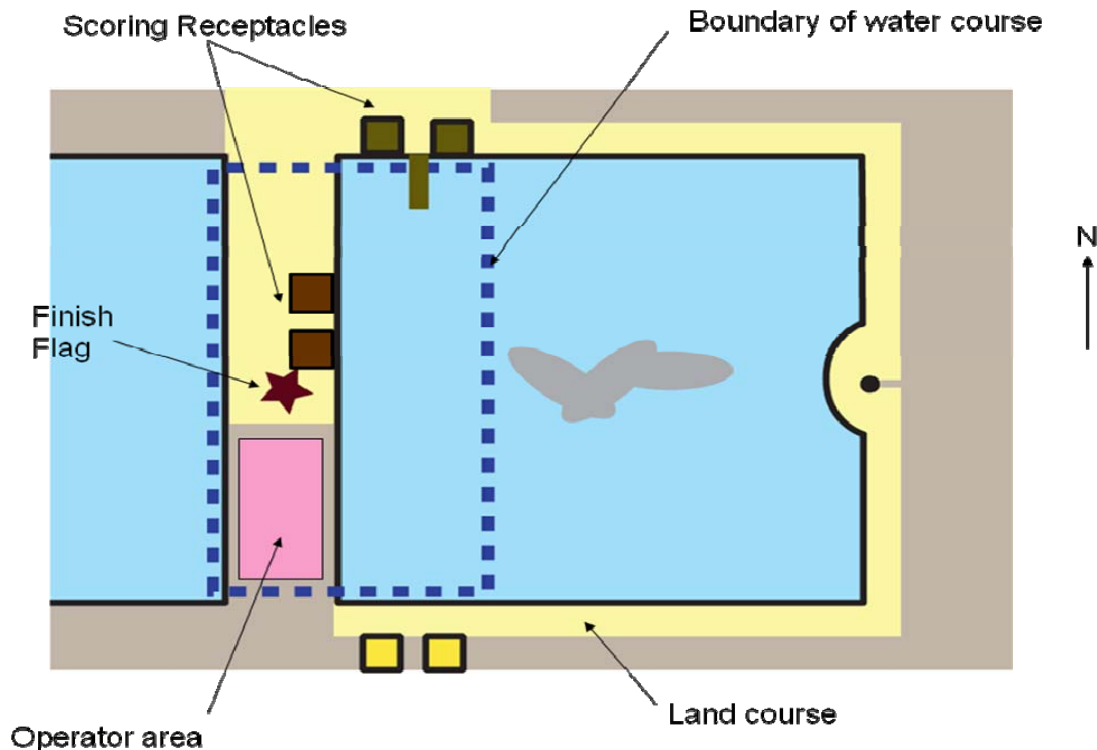 Scoring Receptacles
Boundary of water course
N
Finish
Flag
Land course
Operator area